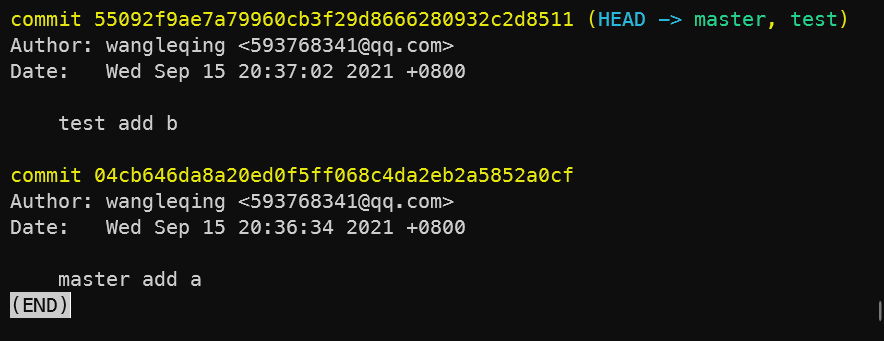 commit 55092f9ae7a79960cb3f29d8666280932c2d8511 (HEAD -> master, test)
Author: wangleqing <593768341@qq.com>
Date:   Wed Sep 15 20:37:02 2021 +0800
    test add b
commit 04cb646da8a20ed0f5ff068c4da2eb2a5852a0cf
Author: wangleqing <593768341@qq.com>
Date:   Wed Sep 15 20:36:34 2021 +0800
    master add a
(END)